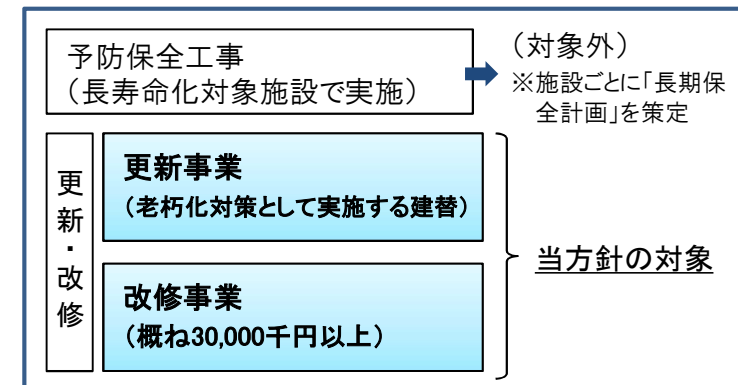 予防保全工事
（長寿命化対象施設で実施）
（対象外）
※施設ごとに「長期保
全計画」を策定
更新・改修
更新事業
（老朽化対策として実施する建替）
改修事業
（概ね30,000千円以上）
当方針の対象